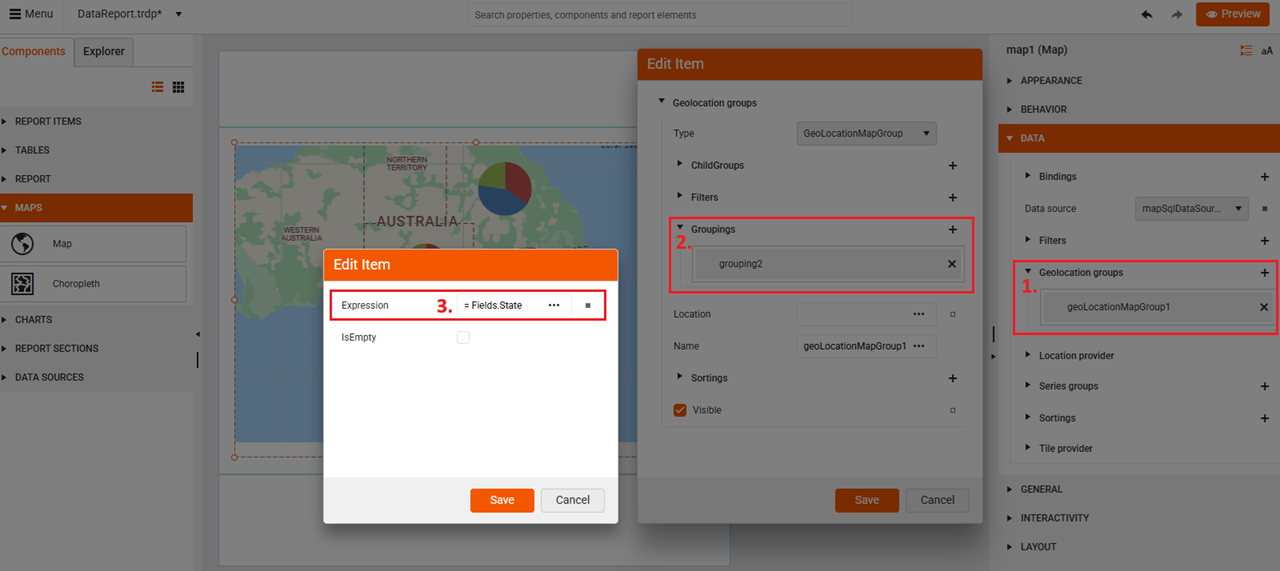 Menu
DataReport.trdp*
Search properties, components and report elements
Preview
Components
Explorer
REPORT ITEMS
TABLES
REPORT
MAPS
Map
Choropleth
CHARTS
REPORT SECTIONS
DATA SOURCES
NORTHERN
TERRITORY
AUSTRALIA
WESTERN
AUSTRALIA
Edit Item
Expression
3.
= Fields.State
IsEmpty
Save
Cancel
Edit Item
Geolocation groups
Type
GeoLocationMapGroup
ChildGroups
Filters
Groupings
2.
grouping2
Location
Name
geoLocationMapGroup1
Sortings
Visible
Save
Cancel
map1 (Map)
aA
APPEARANCE
BEHAVIOR
DATA
Bindings
Data source
mapSqlDataSour...
Filters
Geolocation groups
1.
geoLocationMapGroup1
Location provider
Series groups
Sortings
Tile provider
GENERAL
INTERACTIVITY
LAYOUT